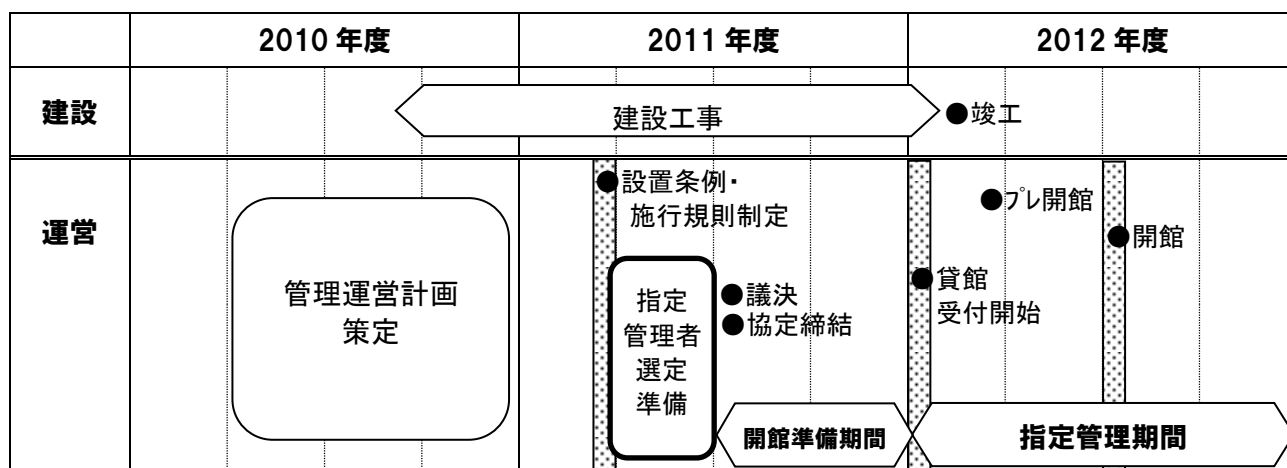 2010 年度
2011 年度
2012 年度
建設
建設工事
●竣工
運営
管理運営計画
策定
●設置条例・
施行規則制定
指定
管理者
選定
準備
●議決
●協定締結
●プレ開館
●開館
●貸館
受付開始
開館準備期間
指定管理期間